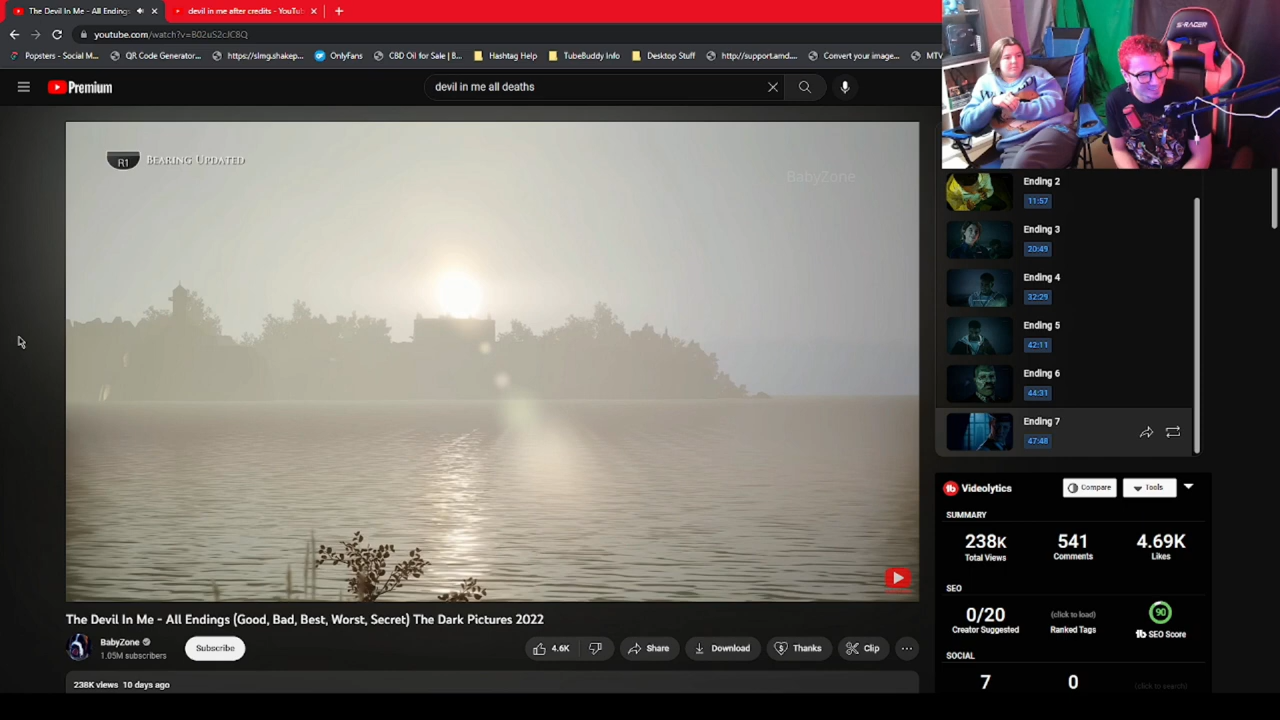 The Devil In Me - All Endings
devil in me after credits - YouTub
youtube.com/watch?v=B02uS2cJC8Q
Popsters - Social M...
QR Code Generator...
https://slmg.shakep...
OnlyFans
CBD Oil for Sale | B...
Hashtag Help
TubeBuddy Info
Desktop Stuff
http://support.amd...
Convert your image...
MTV
Premium
devil in me all deaths
R1 Bearing Updated
BabyZone
Ending 2
11:57
Ending 3
20:49
Ending 4
32:29
Ending 5
42:11
Ending 6
44:31
Ending 7
47:48
tb Videolytics
Compare
Tools
SUMMARY
238K
541
4.69K
Total Views
Comments
Likes
SEO
0/20
(click to load)
90
Creator Suggested
Ranked Tags
tb SEO Score
SOCIAL
7
0
(click to search)
The Devil In Me - All Endings (Good, Bad, Best, Worst, Secret) The Dark Pictures 2022
BabyZone
1.05M subscribers
Subscribe
4.6K
Share
Download
Thanks
Clip
238K views 10 days ago